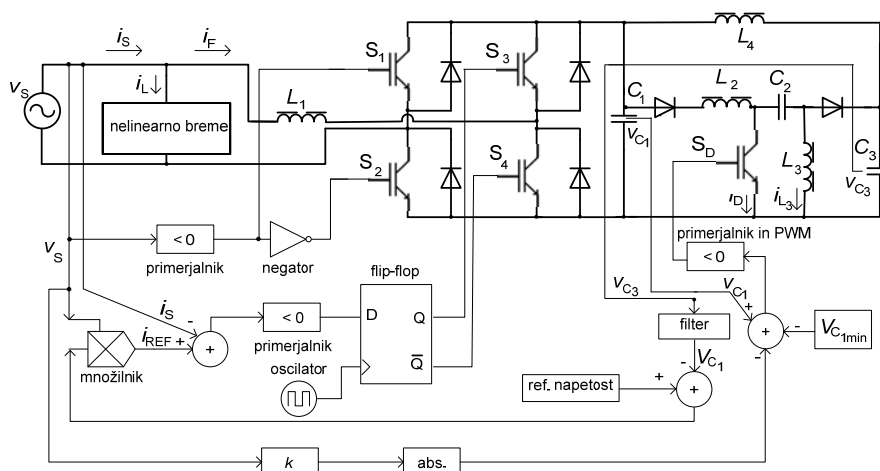 i_S
i_F
S_1
S_3
L_4
v_S
i_L
L_1
nelinearno breme
C_1
L_2
C_2
v_C1
S_2
S_4
S_D
L_3
C_3
v_C3
i_D
i_L3
v_S
< 0
primerjalnik
negator
primerjalnik in PWM
< 0
flip-flop
v_C3
v_C1
i_S
-
D
Q
Q̅
< 0
primerjalnik
i_REF +
+
množilnik
oscilator
filter
-
V_C1
+
+
-
-
V_C1min
ref. napetost
+
+
k
abs.